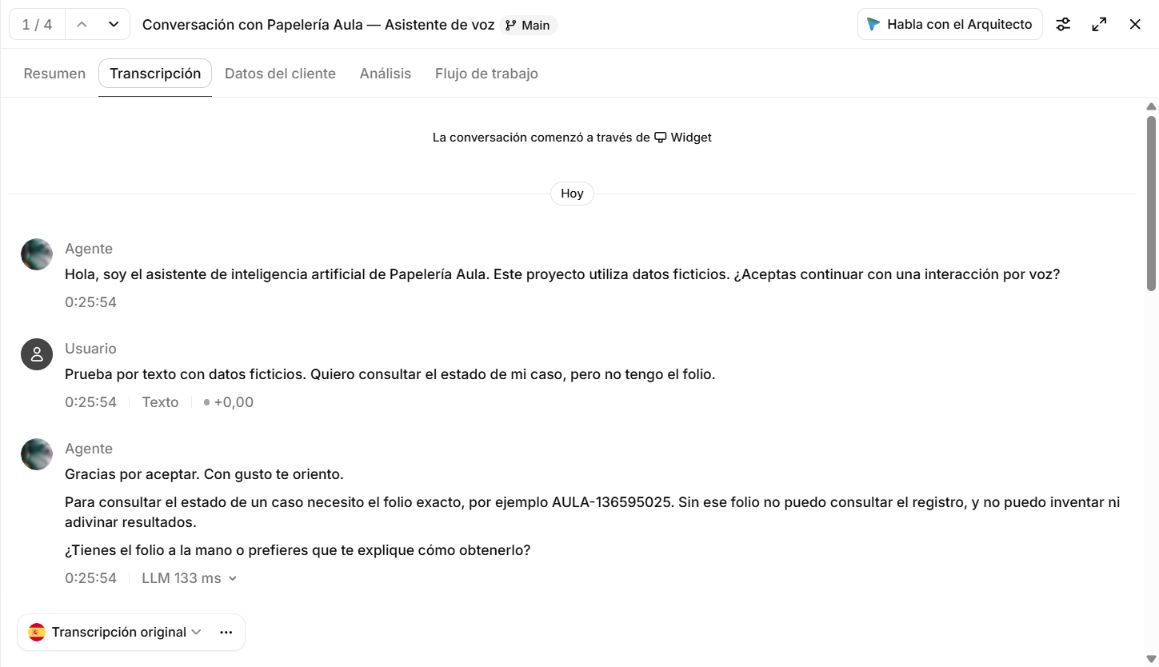 1 / 4
Conversación con Papelería Aula — Asistente de voz
Main
Habla con el Arquitecto
Resumen
Transcripción
Datos del cliente
Análisis
Flujo de trabajo
La conversación comenzó a través de Widget
Hoy
Agente
Hola, soy el asistente de inteligencia artificial de Papelería Aula. Este proyecto utiliza datos ficticios. ¿Aceptas continuar con una interacción por voz?
0:25:54
Usuario
Prueba por texto con datos ficticios. Quiero consultar el estado de mi caso, pero no tengo el folio.
0:25:54
Texto
+0,00
Agente
Gracias por aceptar. Con gusto te oriento.
Para consultar el estado de un caso necesito el folio exacto, por ejemplo AULA-136595025. Sin ese folio no puedo consultar el registro, y no puedo inventar ni
adivinar resultados.
¿Tienes el folio a la mano o prefieres que te explique cómo obtenerlo?
0:25:54
LLM 133 ms
Transcripción original